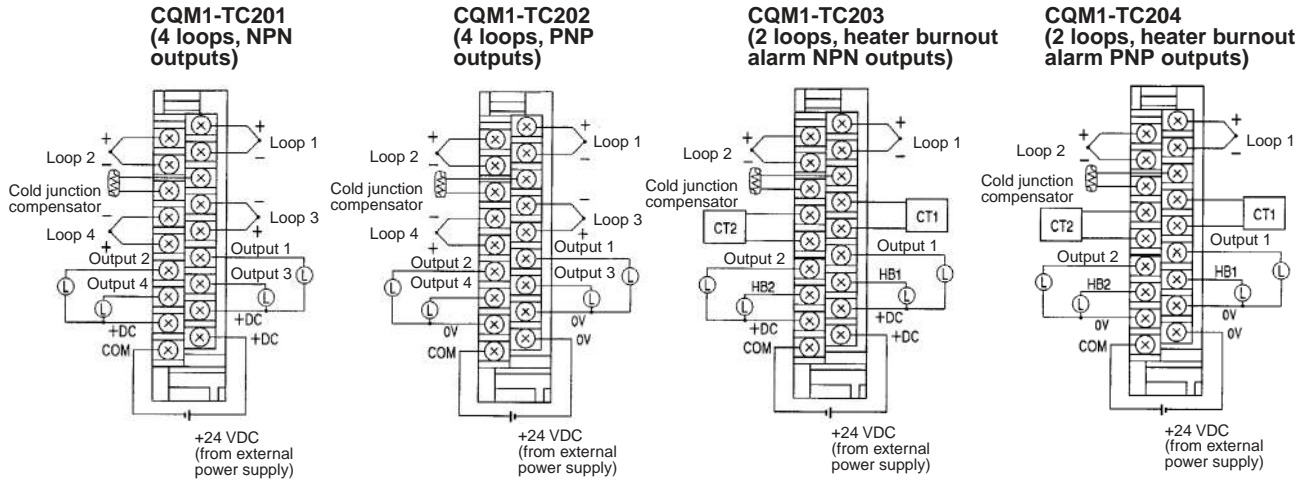 CQM1-TC201
(4 loops, NPN
outputs)
+
Loop 2
−
+
Loop 1
−
Cold junction
compensator
−
Loop 4
+
−
Loop 3
+
Output 2
Output 1
Output 4
Output 3
L
L
L
L
+DC
+DC
COM
+DC
+24 VDC
(from external
power supply)
CQM1-TC202
(4 loops, PNP
outputs)
+
Loop 2
−
+
Loop 1
−
Cold junction
compensator
−
Loop 4
+
−
Loop 3
+
Output 2
Output 1
Output 4
Output 3
L
L
L
L
0V
0V
COM
0V
+24 VDC
(from external
power supply)
CQM1-TC203
(2 loops, heater burnout
alarm NPN outputs)
+
Loop 2
−
+
Loop 1
−
Cold junction
compensator
CT2
CT1
Output 2
Output 1
HB2
HB1
L
L
L
L
+DC
+DC
COM
+DC
+24 VDC
(from external
power supply)
CQM1-TC204
(2 loops, heater burnout
alarm PNP outputs)
+
Loop 2
−
+
Loop 1
−
Cold junction
compensator
CT2
CT1
Output 2
Output 1
HB2
HB1
L
L
L
L
0V
0V
COM
0V
+24 VDC
(from external
power supply)